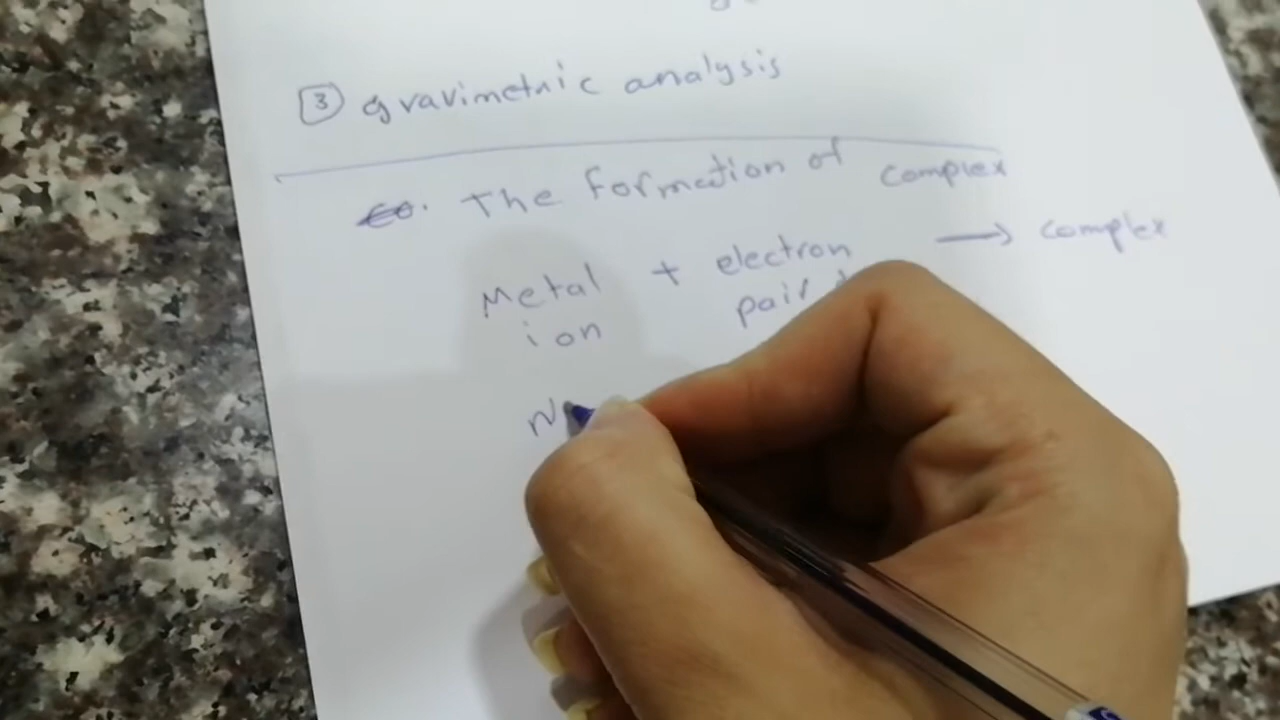 3 gravimetric analysis
The formation of complex
Metal + electron → complex
ion pair
N